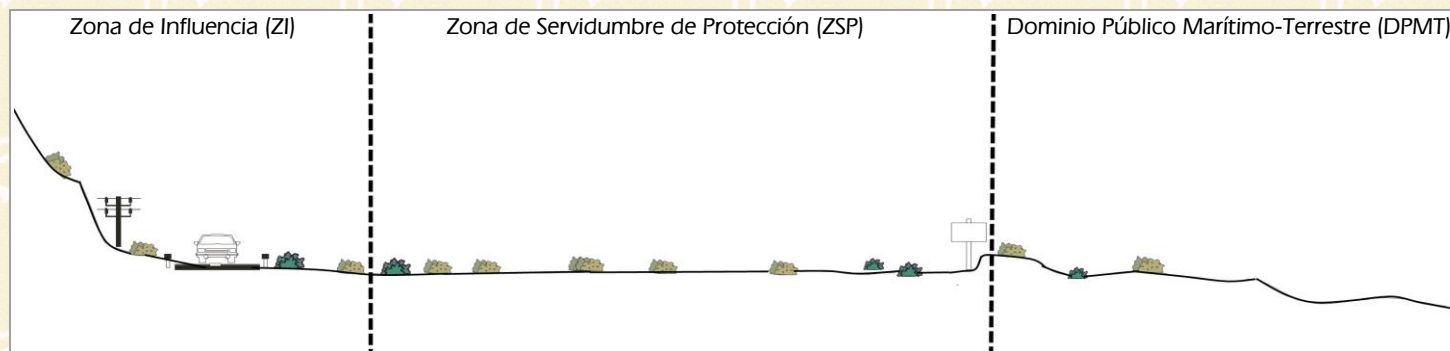 Zona de Influencia (ZI)
Zona de Servidumbre de Protección (ZSP)
Dominio Público Marítimo-Terrestre (DPMT)